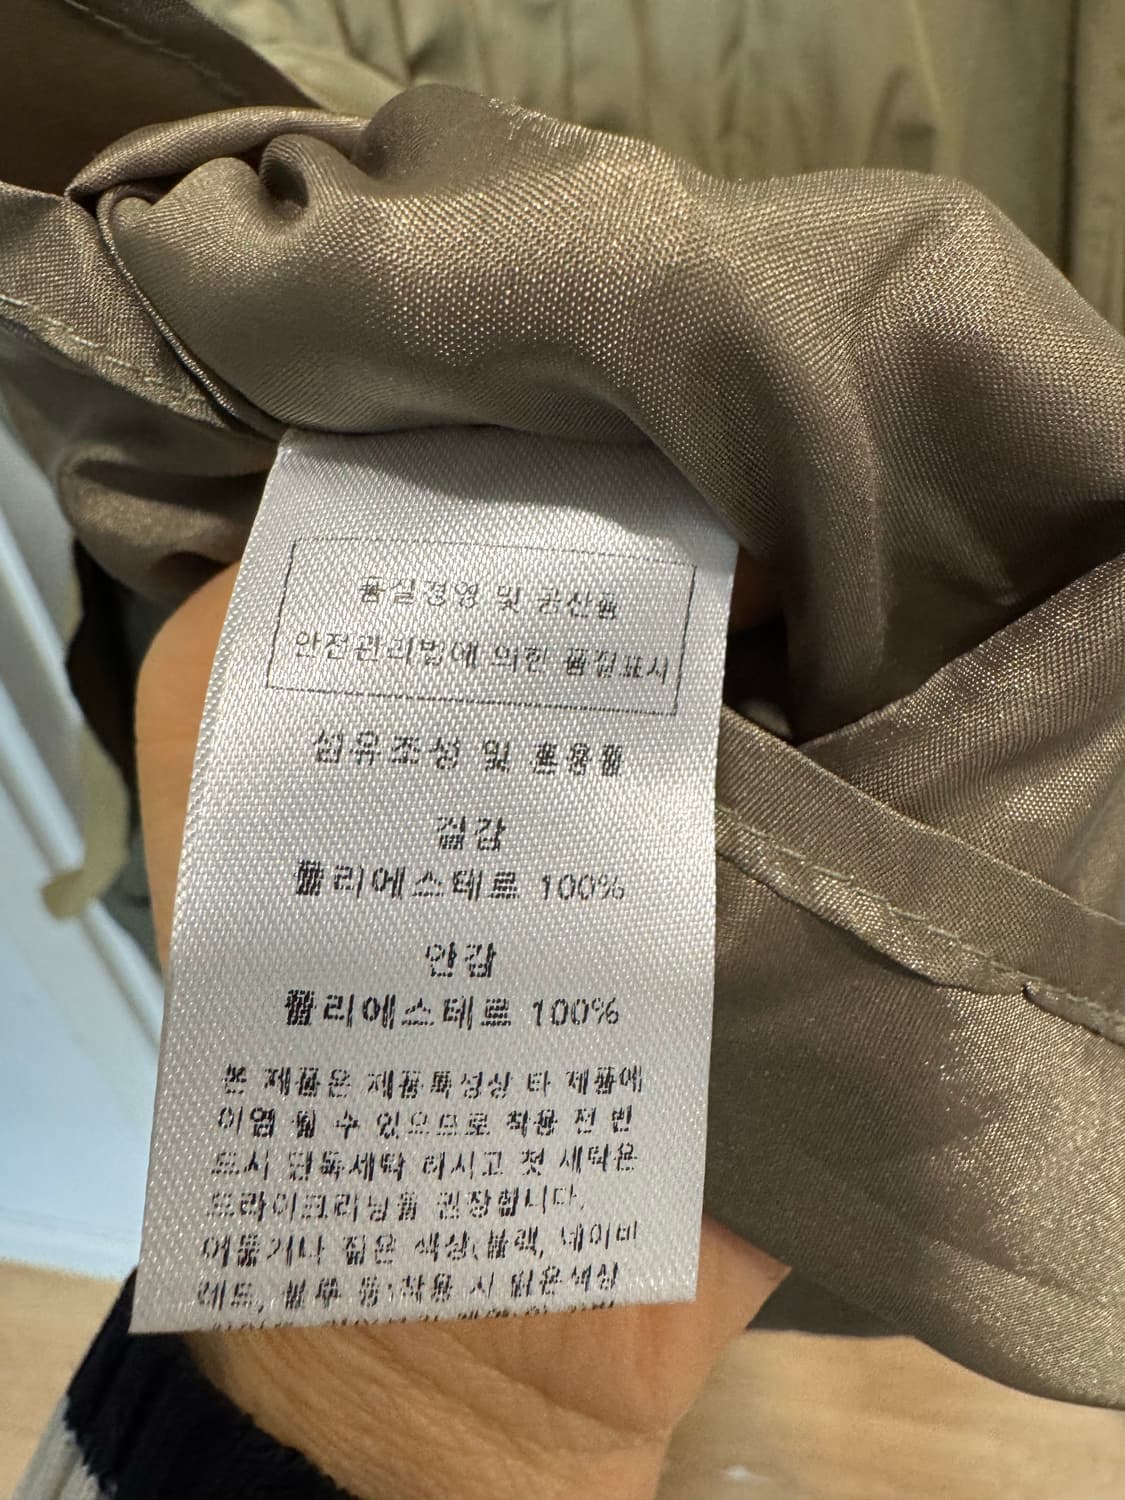 품질경영 및 공산품
안전관리법에 의한 품질표시
섬유조성 및 혼용률
겉감
폴리에스테르 100%
안감
폴리에스테르 100%
본 제품은 제품특성상 타 제품에
이염 될 수 있으므로 착용 전 반
드시 단독세탁 하시고 첫 세탁은
드라이크리닝을 권장합니다.
어둡거나 짙은 색상(블랙, 네이비
레드, 블루 등)착용 시 밝은색상